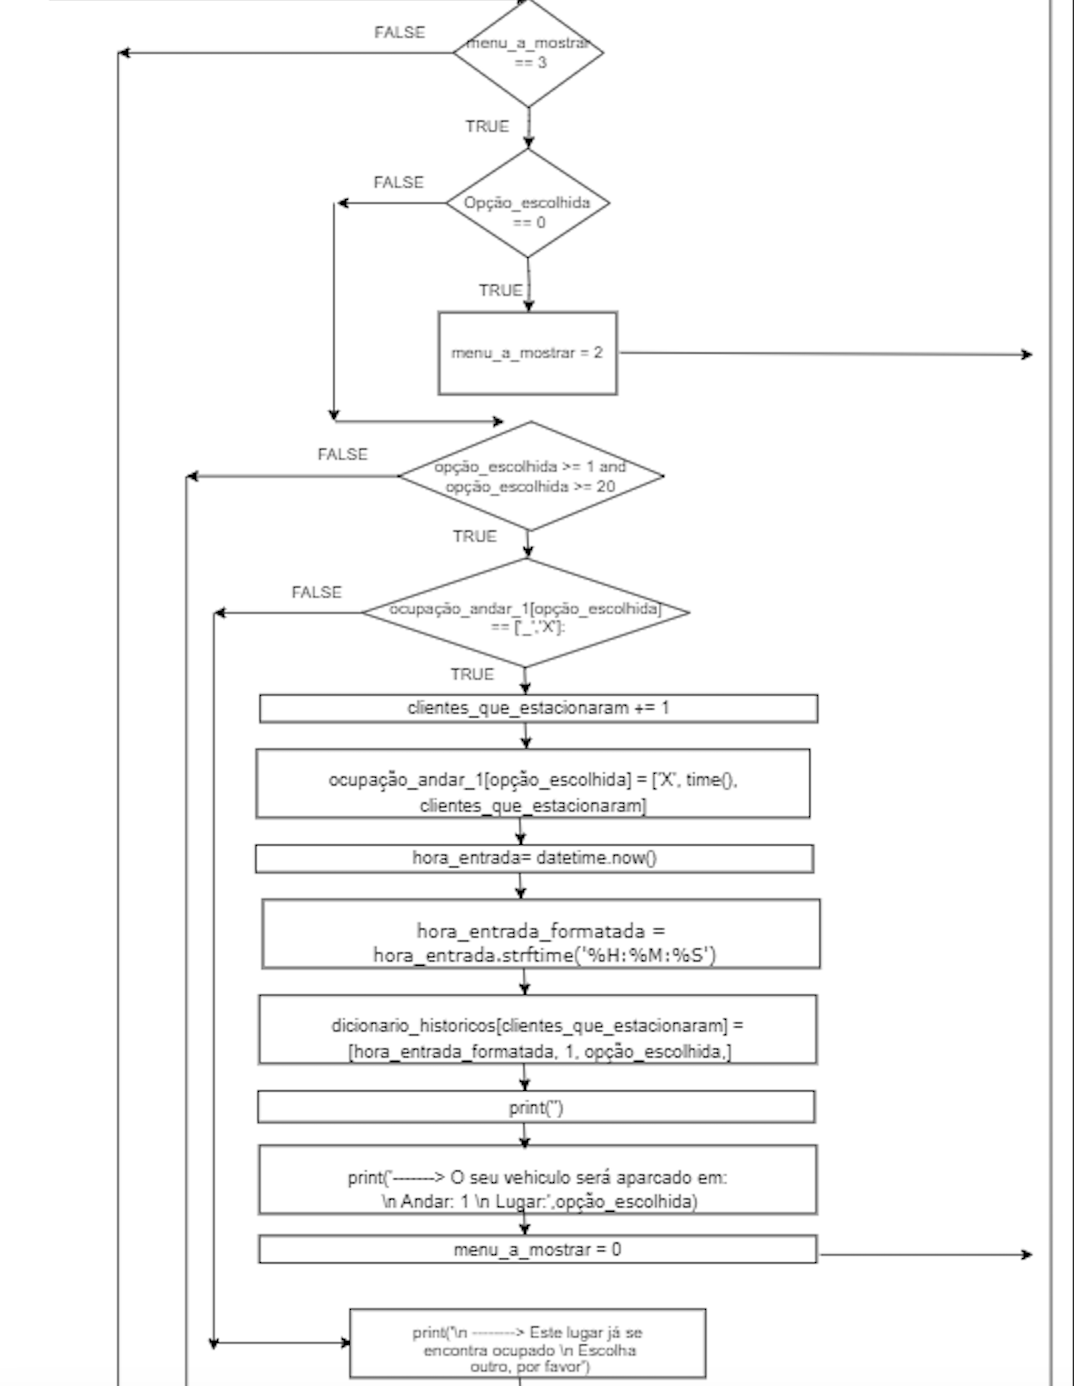 FALSE
menu_a_mostrar
== 3
TRUE
FALSE
Opção_escolhida
== 0
TRUE
menu_a_mostrar = 2
FALSE
opção_escolhida >= 1 and
opção_escolhida >= 20
TRUE
FALSE
ocupação_andar_1[opção_escolhida]
== ['_','X']:
TRUE
clientes_que_estacionaram += 1
ocupação_andar_1[opção_escolhida] = ['X', time(),
clientes_que_estacionaram]
hora_entrada= datetime.now()
hora_entrada_formatada =
hora_entrada.strftime('%H:%M:%S')
dicionario_historicos[clientes_que_estacionaram] =
[hora_entrada_formatada, 1, opção_escolhida,]
print('')
print('-------> O seu vehiculo será aparcado em:
\n Andar: 1 \n Lugar:',opção_escolhida)
menu_a_mostrar = 0
print('\n --------> Este lugar já se
encontra ocupado \n Escolha
outro, por favor')